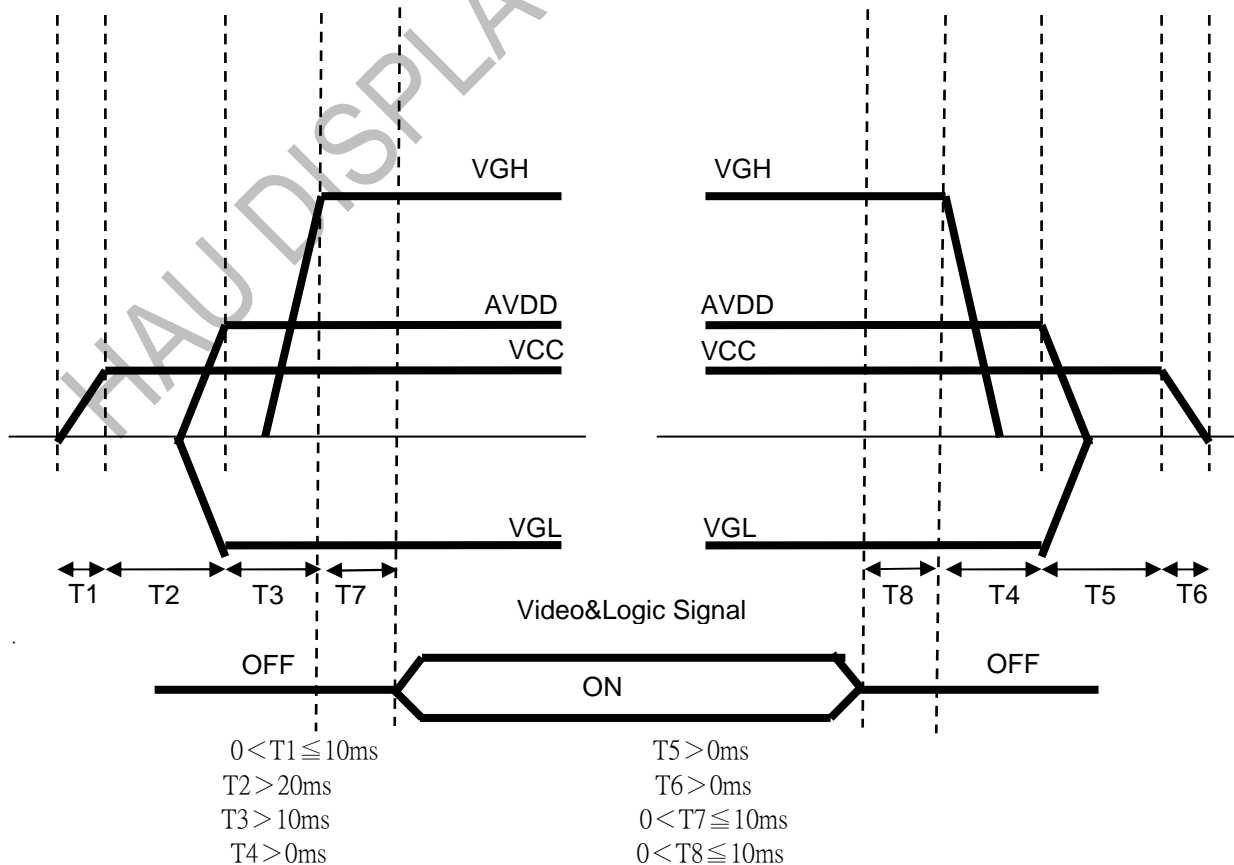 HAU DISPLA
VGH
VGH
AVDD
AVDD
VCC
VCC
VGL
VGL
T1
T2
T3
T7
T8
T4
T5
T6
Video&Logic Signal
OFF
ON
OFF
0<T1≦10ms
T2>20ms
T3>10ms
T4>0ms
T5>0ms
T6>0ms
0<T7≦10ms
0<T8≦10ms